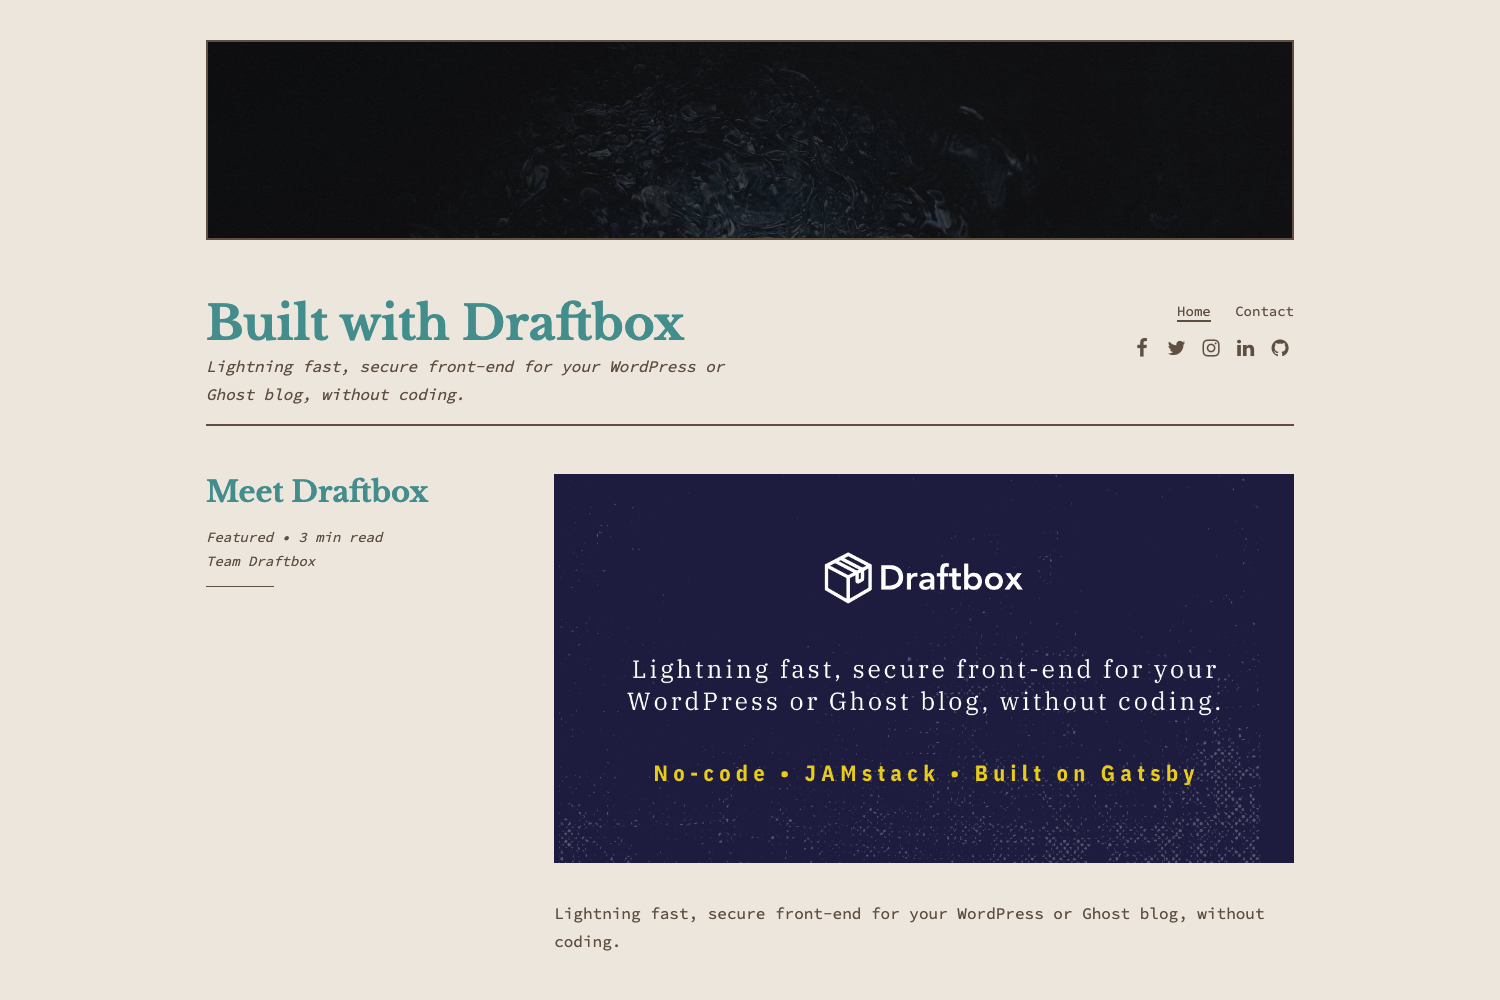 Built with Draftbox
Lightning fast, secure front-end for your WordPress or
Ghost blog, without coding.
Home Contact
Meet Draftbox
Featured • 3 min read
Team Draftbox
Draftbox
Lightning fast, secure front-end for your
WordPress or Ghost blog, without coding.
No-code • JAMstack • Built on Gatsby
Lightning fast, secure front-end for your WordPress or Ghost blog, without
coding.